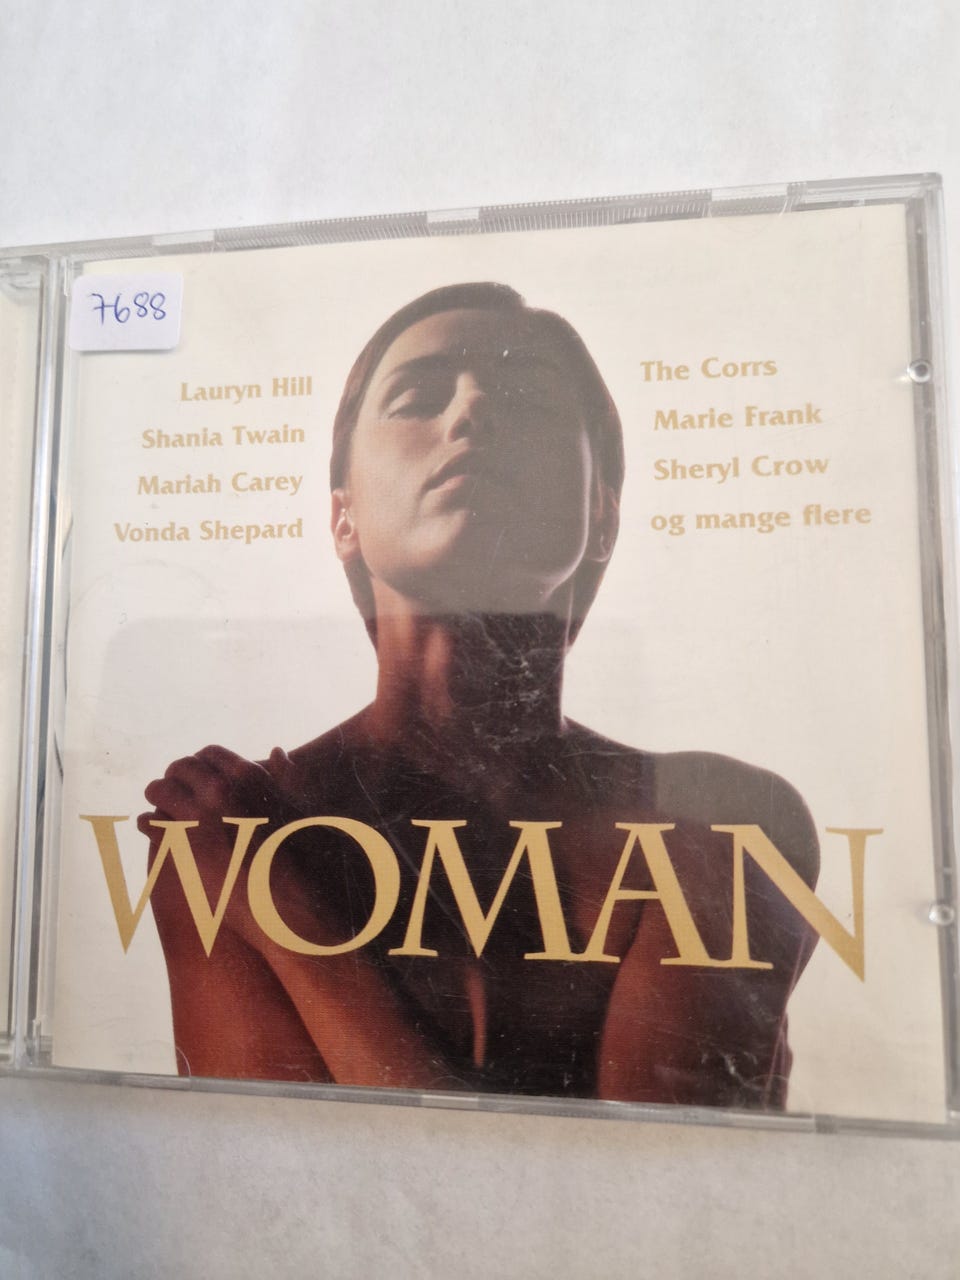 7688
Lauryn Hill
Shania Twain
Mariah Carey
Vonda Shepard
The Corrs
Marie Frank
Sheryl Crow
og mange flere
WOMAN